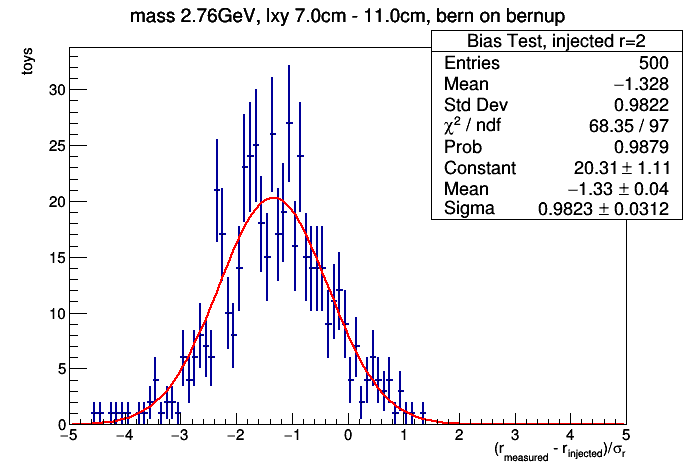 mass 2.76GeV, lxy 7.0cm - 11.0cm, bern on bernup
toys
Bias Test, injected r=2
Entries 500
Mean −1.328
Std Dev 0.9822
χ² / ndf 68.35 / 97
Prob 0.9879
Constant 20.31 ± 1.11
Mean −1.33 ± 0.04
Sigma 0.9823 ± 0.0312
30
25
20
15
10
5
0
−5 −4 −3 −2 −1 0 1 2 3 4 5
(r_measured - r_injected)/σ_r